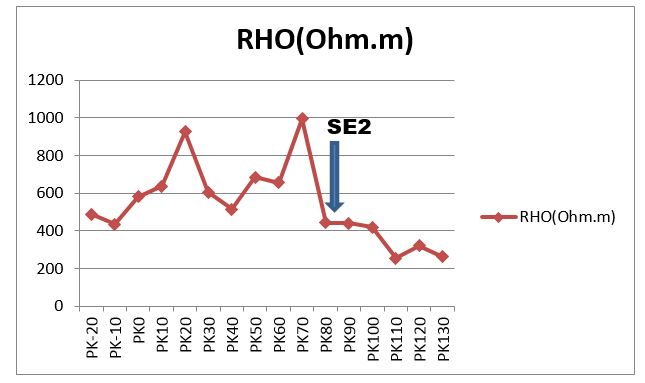 RHO(Ohm.m)
1200
1000
800
600
400
200
0
SE2
RHO(Ohm.m)
PK-20
PK-10
PK0
PK10
PK20
PK30
PK40
PK50
PK60
PK70
PK80
PK90
PK100
PK110
PK120
PK130